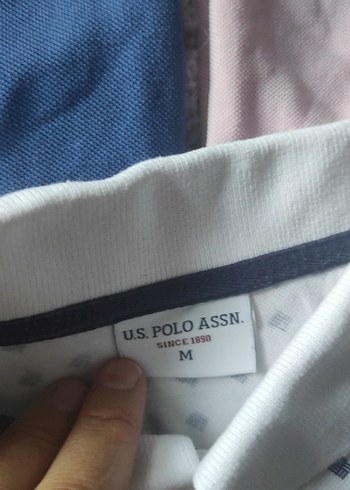 U.S. POLO ASSN.
SINCE 1890
M